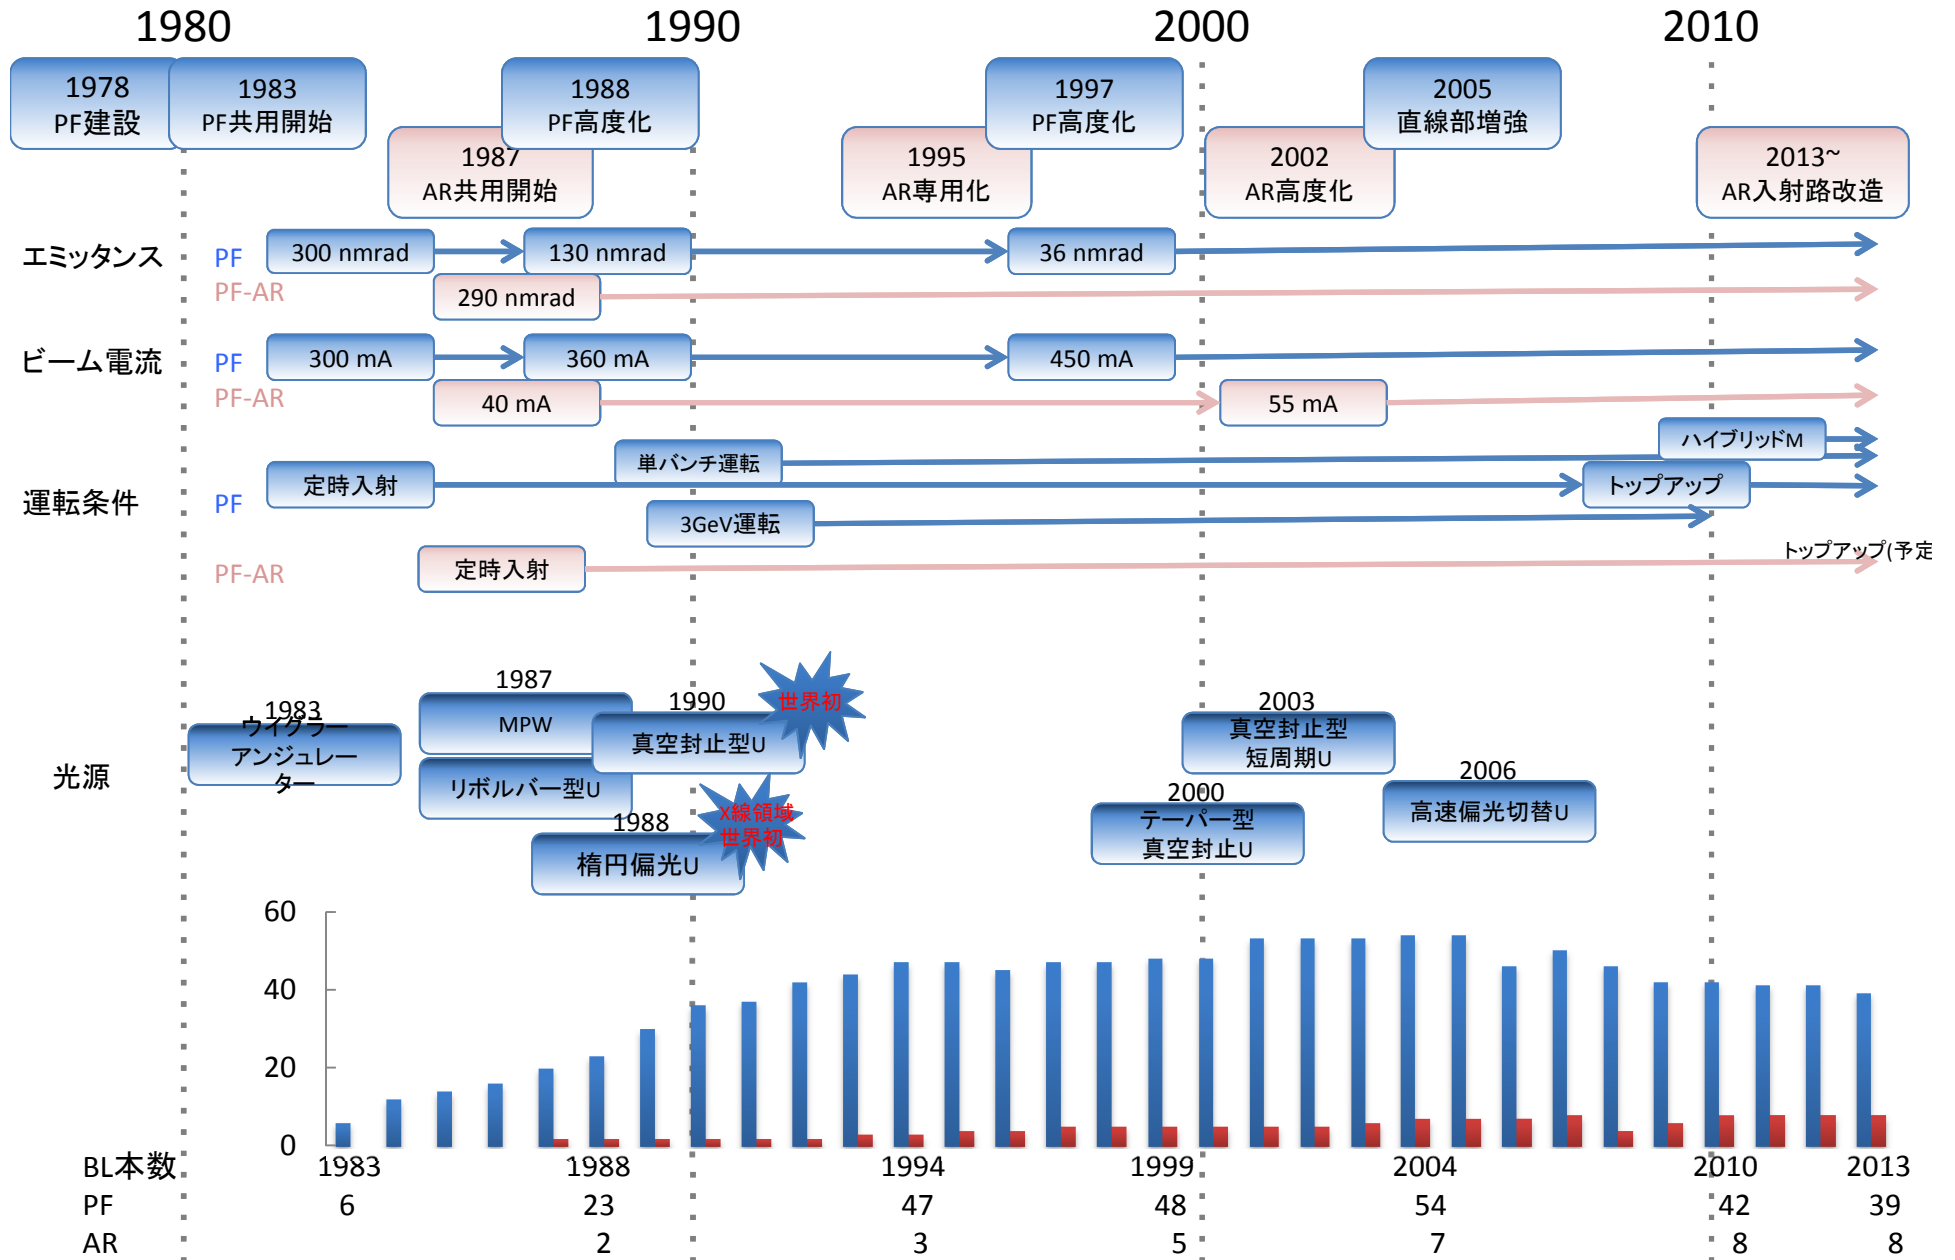 1980
1990
2000
2010
1978
PF建設
1983
PF共用開始
1988
PF高度化
1997
PF高度化
2005
直線部増強
1987
AR共用開始
1995
AR専用化
2002
AR高度化
2013~
AR入射路改造
エミッタンス
PF
300 nmrad
130 nmrad
36 nmrad
PF-AR
290 nmrad
ビーム電流
PF
300 mA
360 mA
450 mA
PF-AR
40 mA
55 mA
ハイブリッドM
単バンチ運転
運転条件
PF
定時入射
トップアップ
3GeV運転
トップアップ(予定
PF-AR
定時入射
光源
1983
ウイグラー
アンジュレー
ター
1987
MPW
リボルバー型U
1990
真空封止型U
世界初
1988
楕円偏光U
X線領域
世界初
2003
真空封止型
短周期U
2000
テーパー型
真空封止U
2006
高速偏光切替U
60
40
20
0
BL本数
1983
1988
1994
1999
2004
2010
2013
PF
6
23
47
48
54
42
39
AR
2
3
5
7
8
8